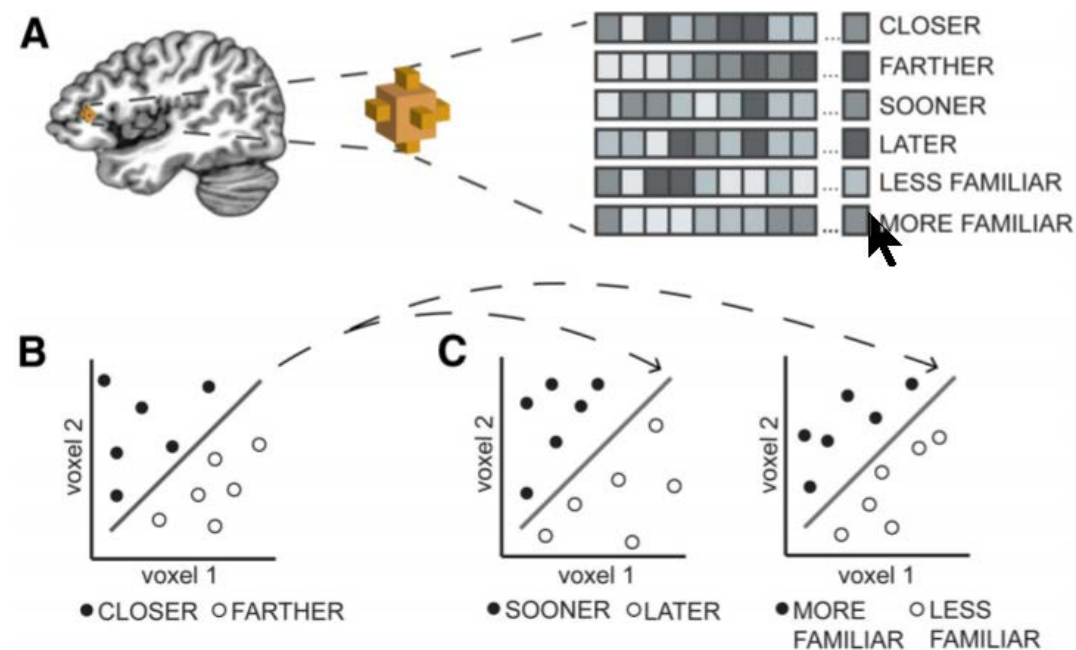 A
... CLOSER
... FARTHER
... SOONER
... LATER
... LESS FAMILIAR
... MORE FAMILIAR
B
voxel 2
voxel 1
CLOSER FARTHER
C
voxel 2
voxel 1
SOONER LATER
voxel 2
voxel 1
MORE FAMILIAR
LESS FAMILIAR